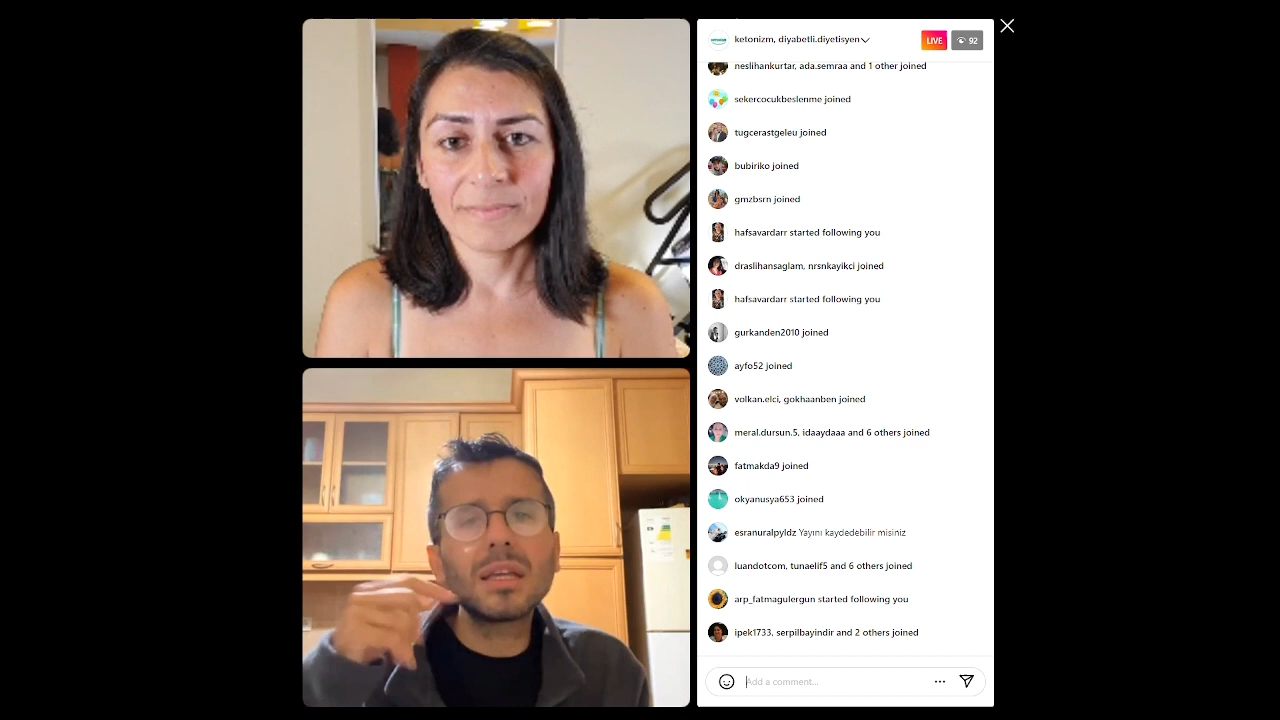 ketonizm, diyabetli.diyetisyen
LIVE
92
neslihankurtar, ada.semraa and 1 other joined
sekercocukbeslenme joined
tugcerastgeleu joined
bubiriko joined
gmzbsrn joined
hafsavardarr started following you
draslihansaglam, nrsnkayikci joined
hafsavardarr started following you
gurkanden2010 joined
ayfo52 joined
volkan.elci, gokhaanben joined
meral.dursun.5, idaaydaaa and 6 others joined
fatmakda9 joined
okyanusya653 joined
esranuralpyldz Yayını kaydedebilir misiniz
luandotcom, tunaelif5 and 6 others joined
arp_fatmagulergun started following you
ipek1733, serpilbayindir and 2 others joined
Add a comment...